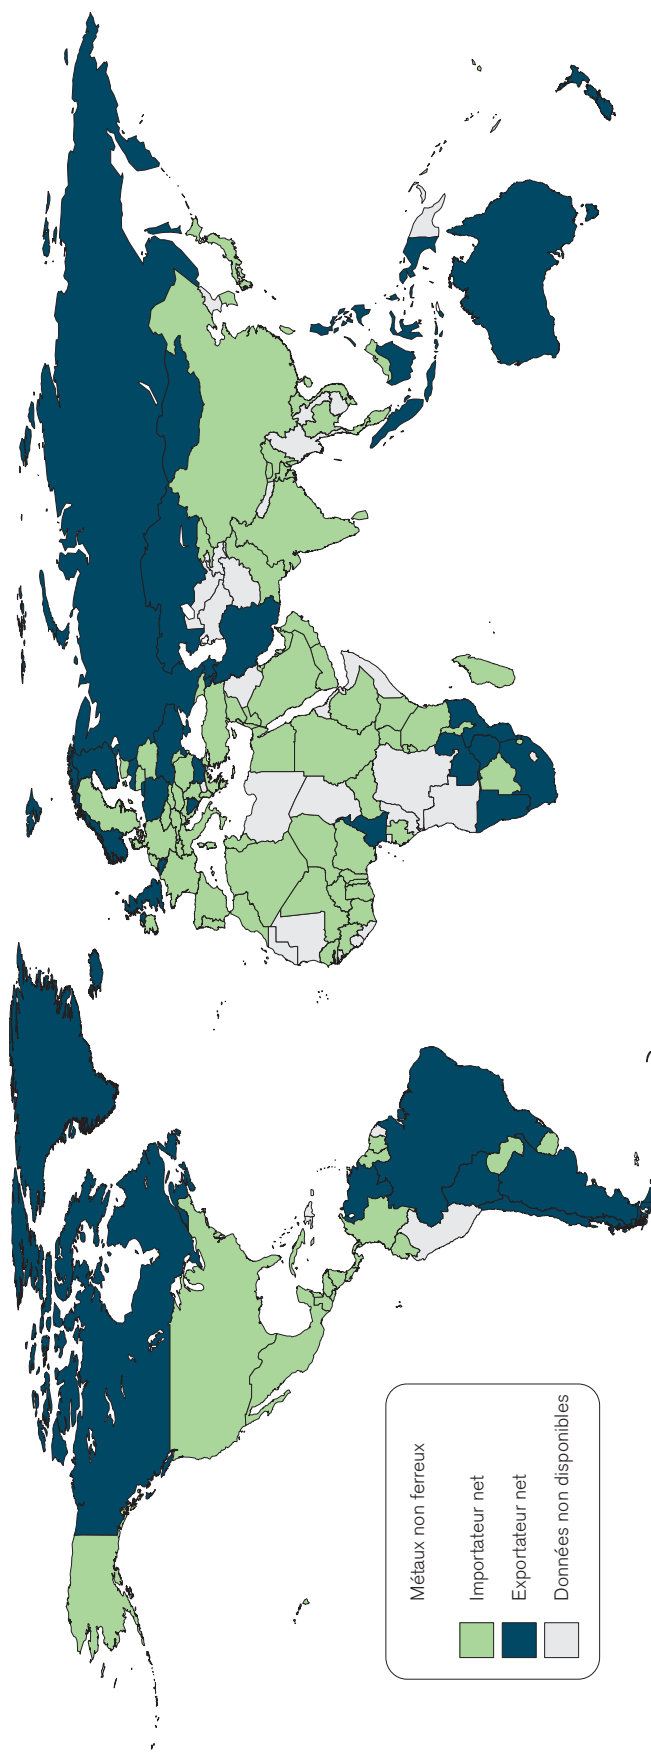 Métaux non ferreux
Importateur net
Exportateur net
Données non disponibles